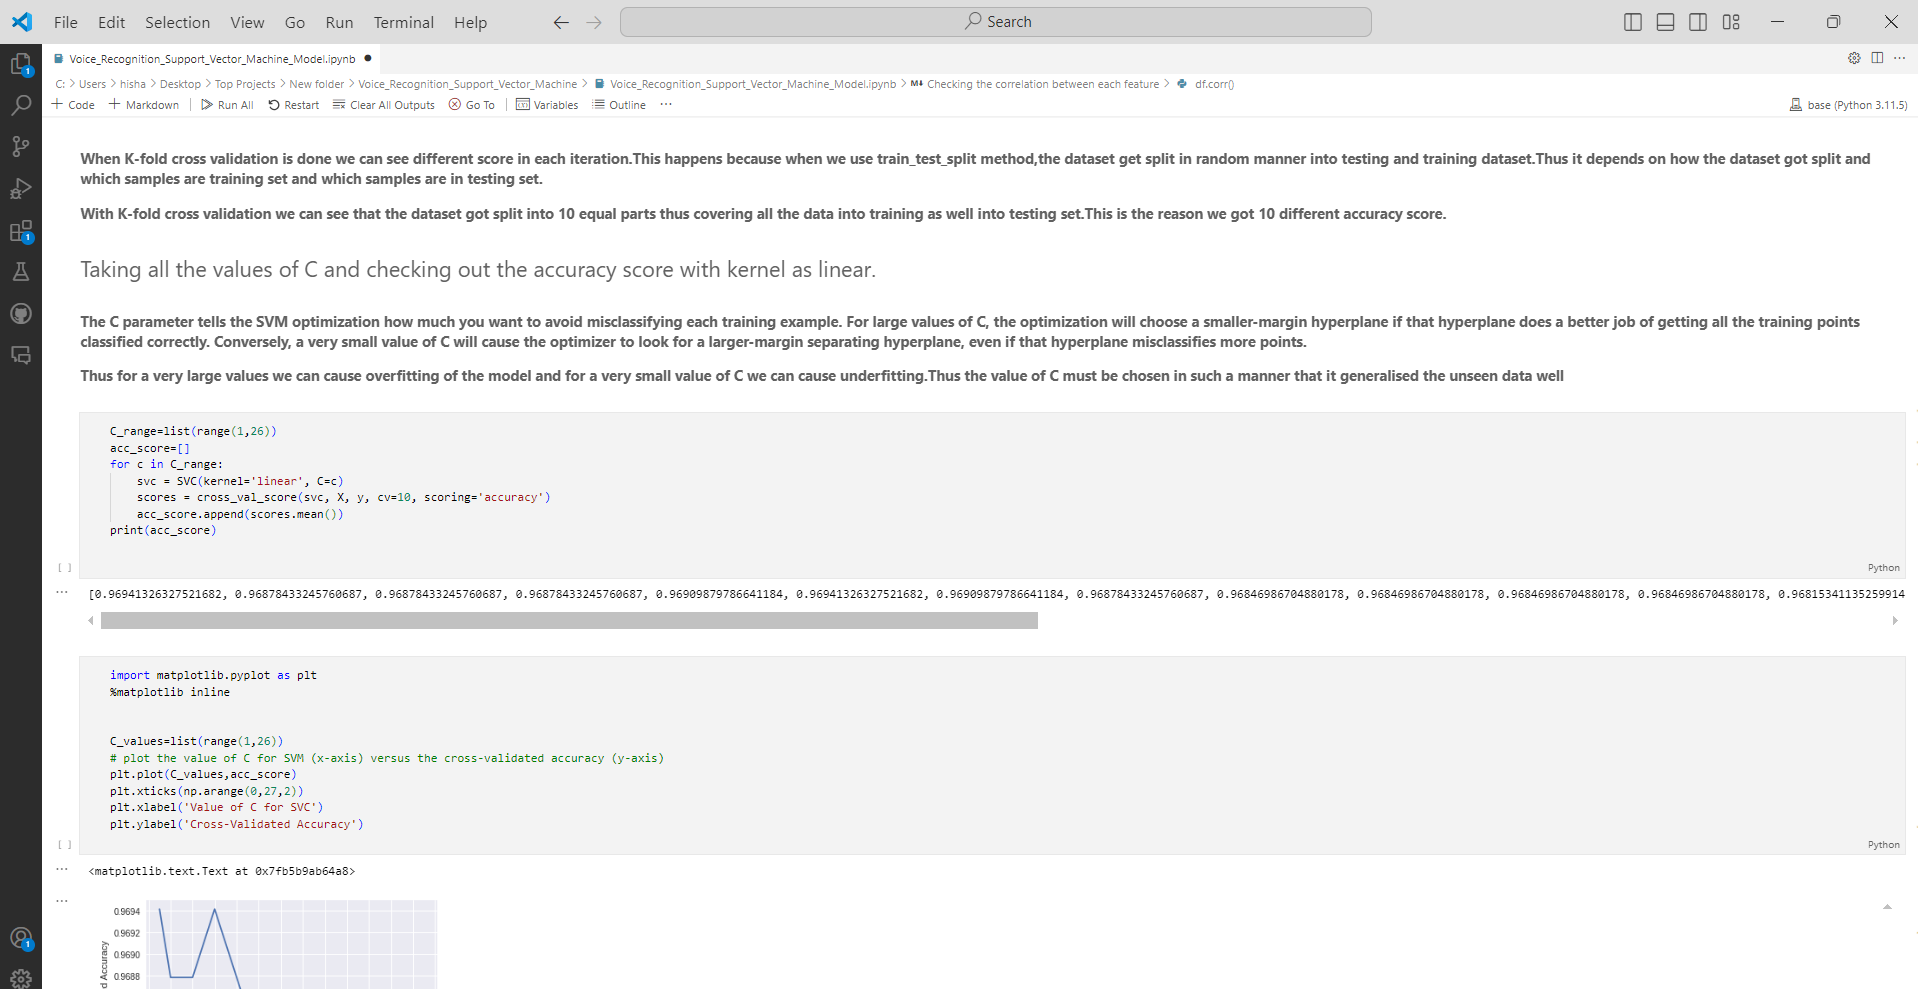 File Edit Selection View Go Run Terminal Help Search
Voice_Recognition_Support_Vector_Machine_Model.ipynb
C: > Users > hisha > Desktop > Top Projects > New folder > Voice_Recognition_Support_Vector_Machine > Voice_Recognition_Support_Vector_Machine_Model.ipynb > M↓ Checking the correlation between each feature > df.corr()
+ Code + Markdown Run All Restart Clear All Outputs Go To Variables Outline ... base (Python 3.11.5)
When K-fold cross validation is done we can see different score in each iteration.This happens because when we use train_test_split method,the dataset get split in random manner into testing and training dataset.Thus it depends on how the dataset got split and
which samples are training set and which samples are in testing set.
With K-fold cross validation we can see that the dataset got split into 10 equal parts thus covering all the data into training as well into testing set.This is the reason we got 10 different accuracy score.
Taking all the values of C and checking out the accuracy score with kernel as linear.
The C parameter tells the SVM optimization how much you want to avoid misclassifying each training example. For large values of C, the optimization will choose a smaller-margin hyperplane if that hyperplane does a better job of getting all the training points
classified correctly. Conversely, a very small value of C will cause the optimizer to look for a larger-margin separating hyperplane, even if that hyperplane misclassifies more points.
Thus for a very large values we can cause overfitting of the model and for a very small value of C we can cause underfitting.Thus the value of C must be chosen in such a manner that it generalised the unseen data well
C_range=list(range(1,26))
acc_score=[]
for c in C_range:
    svc = SVC(kernel='linear', C=c)
    scores = cross_val_score(svc, X, y, cv=10, scoring='accuracy')
    acc_score.append(scores.mean())
print(acc_score)
[ ]
Python
[0.96941326327521682, 0.96878433245760687, 0.96878433245760687, 0.96878433245760687, 0.96909879786641184, 0.96941326327521682, 0.96909879786641184, 0.96878433245760687, 0.96846986704880178, 0.96846986704880178, 0.96846986704880178, 0.96846986704880178, 0.96815341135259914
import matplotlib.pyplot as plt
%matplotlib inline
C_values=list(range(1,26))
# plot the value of C for SVM (x-axis) versus the cross-validated accuracy (y-axis)
plt.plot(C_values,acc_score)
plt.xticks(np.arange(0,27,2))
plt.xlabel('Value of C for SVC')
plt.ylabel('Cross-Validated Accuracy')
[ ]
Python
<matplotlib.text.Text at 0x7fb5b9ab64a8>
0.9694
0.9692
0.9690
0.9688
d Accuracy
1
1
1